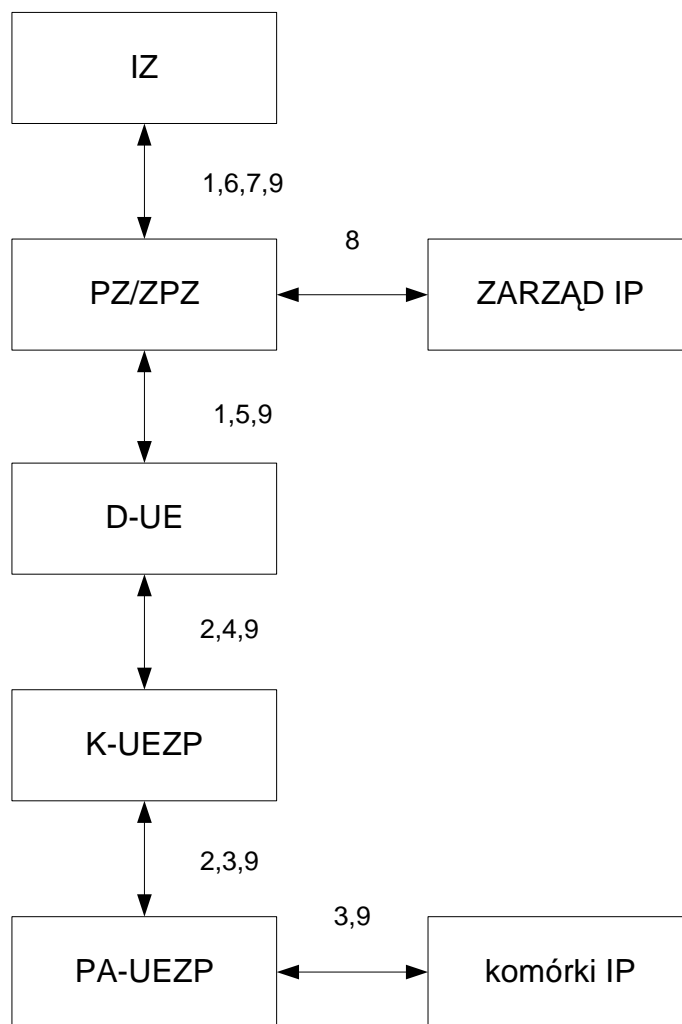 IZ
1,6,7,9
8
PZ/ZPZ
ZARZĄD IP
1,5,9
D-UE
2,4,9
K-UEZP
2,3,9
3,9
PA-UEZP
komórki IP